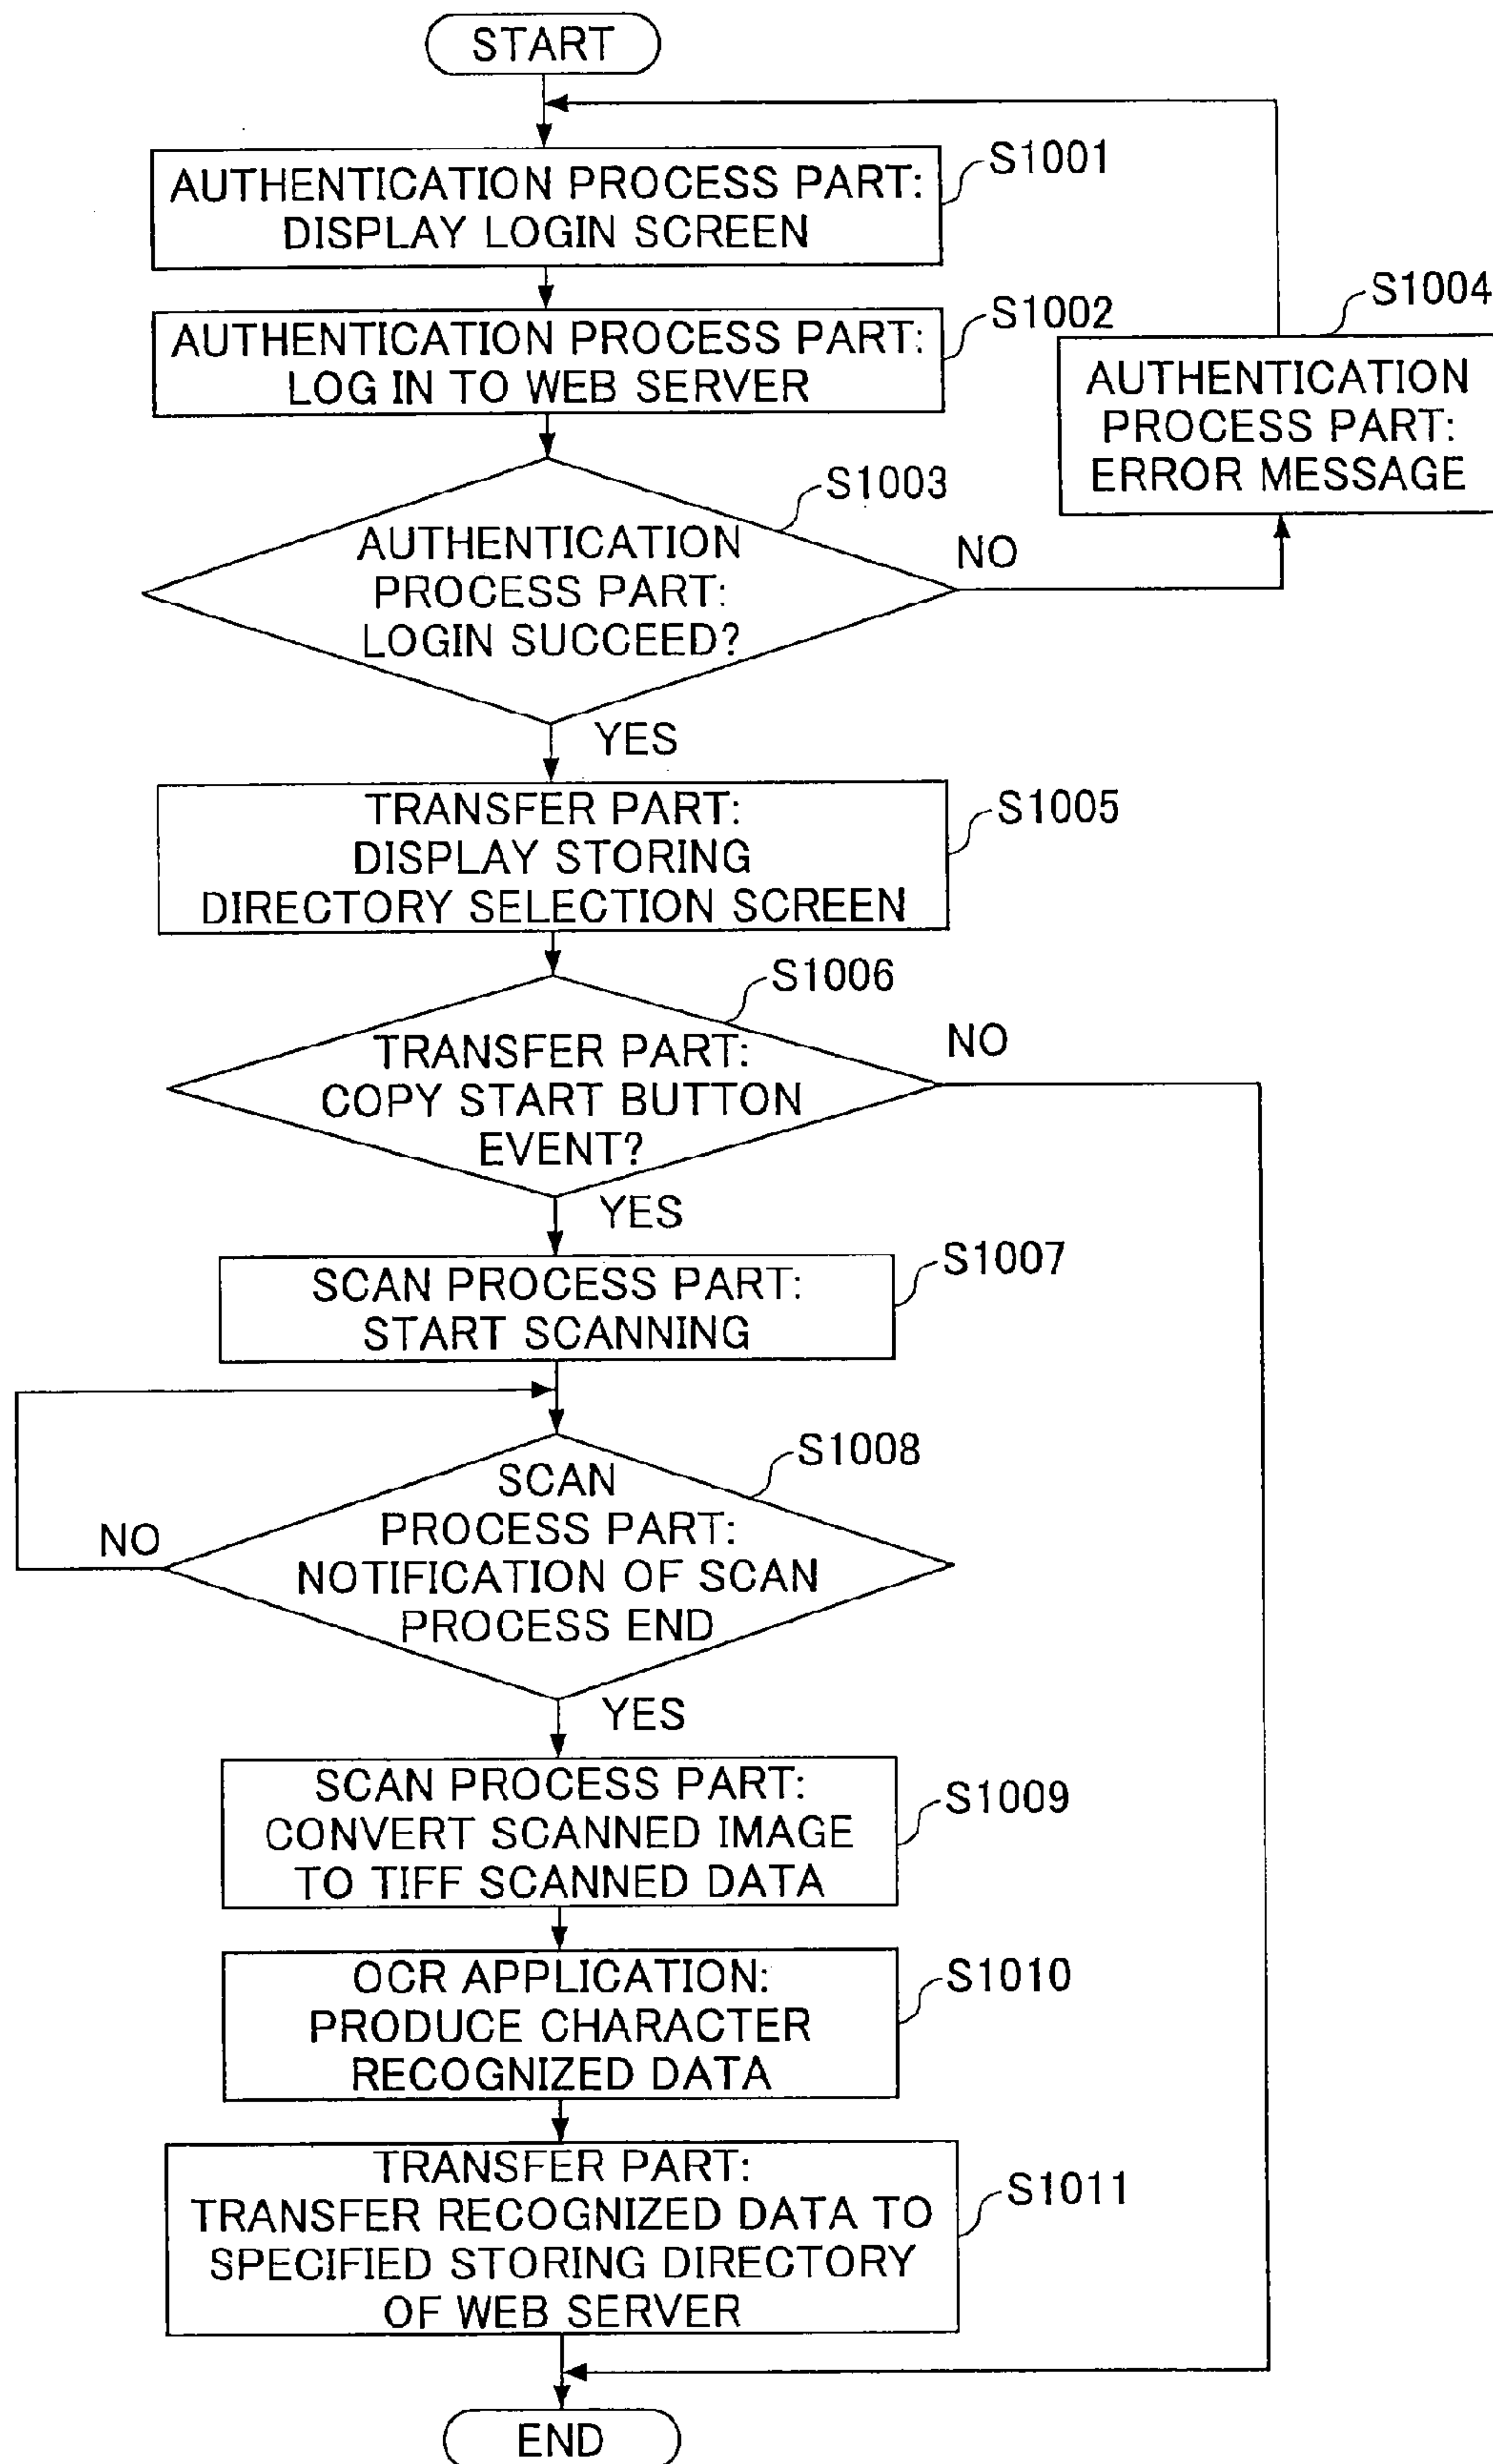 START
AUTHENTICATION PROCESS PART:
DISPLAY LOGIN SCREEN
S1001
AUTHENTICATION PROCESS PART:
LOG IN TO WEB SERVER
S1002
S1004
AUTHENTICATION
PROCESS PART:
ERROR MESSAGE
S1003
AUTHENTICATION
PROCESS PART:
LOGIN SUCCEED?
NO
YES
TRANSFER PART:
DISPLAY STORING
DIRECTORY SELECTION SCREEN
S1005
S1006
TRANSFER PART:
COPY START BUTTON
EVENT?
NO
YES
SCAN PROCESS PART:
START SCANNING
S1007
S1008
SCAN
PROCESS PART:
NOTIFICATION OF SCAN
PROCESS END
NO
YES
SCAN PROCESS PART:
CONVERT SCANNED IMAGE
TO TIFF SCANNED DATA
S1009
OCR APPLICATION:
PRODUCE CHARACTER
RECOGNIZED DATA
S1010
TRANSFER PART:
TRANSFER RECOGNIZED DATA TO
SPECIFIED STORING DIRECTORY
OF WEB SERVER
S1011
END